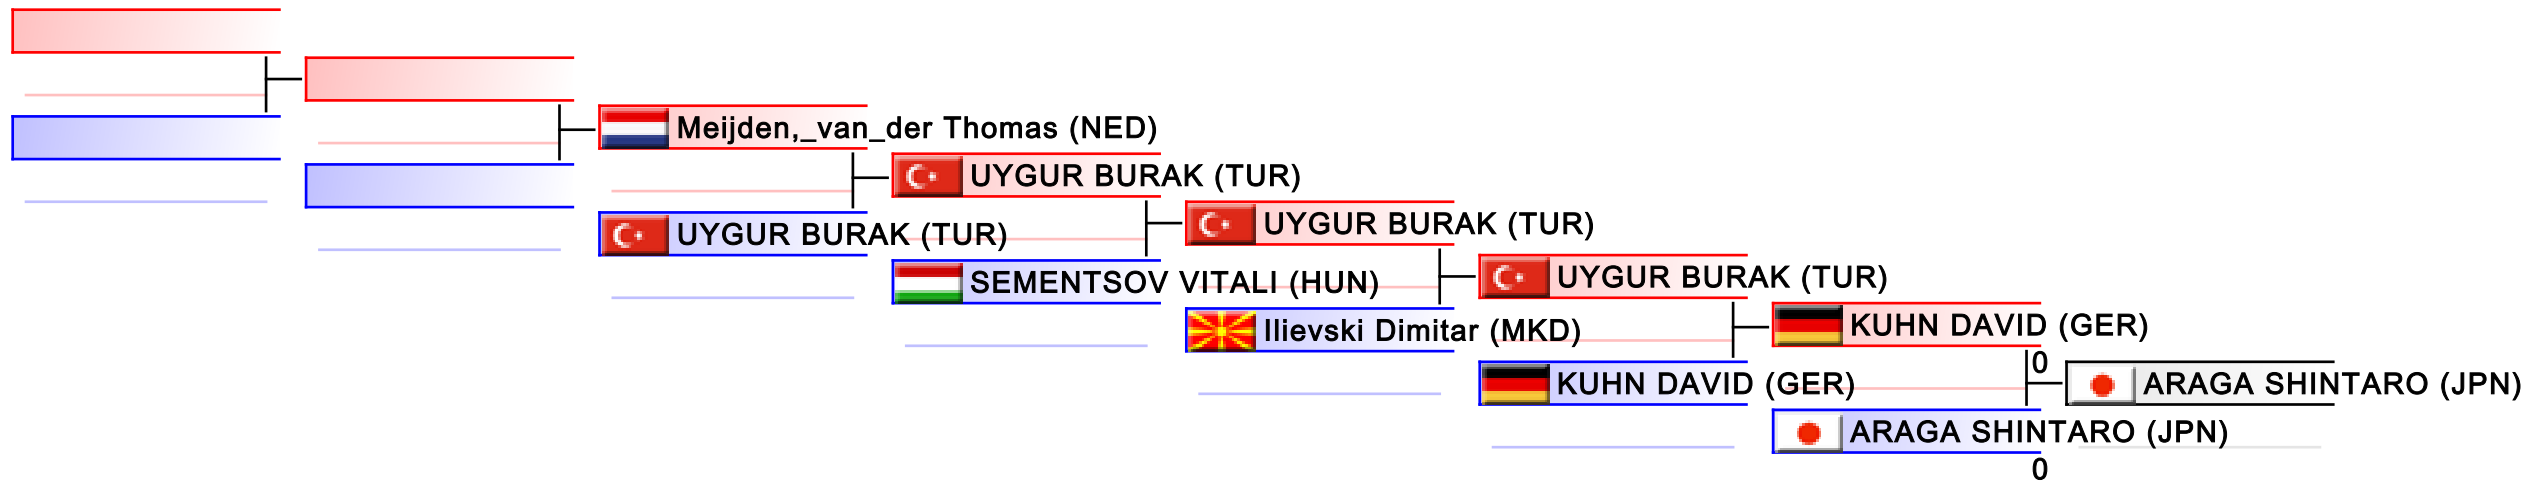 Meijden,_van_der Thomas (NED)
UYGUR BURAK (TUR)
UYGUR BURAK (TUR)
UYGUR BURAK (TUR)
SEMENTSOV VITALI (HUN)
UYGUR BURAK (TUR)
Ilievski Dimitar (MKD)
KUHN DAVID (GER)
0
KUHN DAVID (GER)
ARAGA SHINTARO (JPN)
ARAGA SHINTARO (JPN)
0